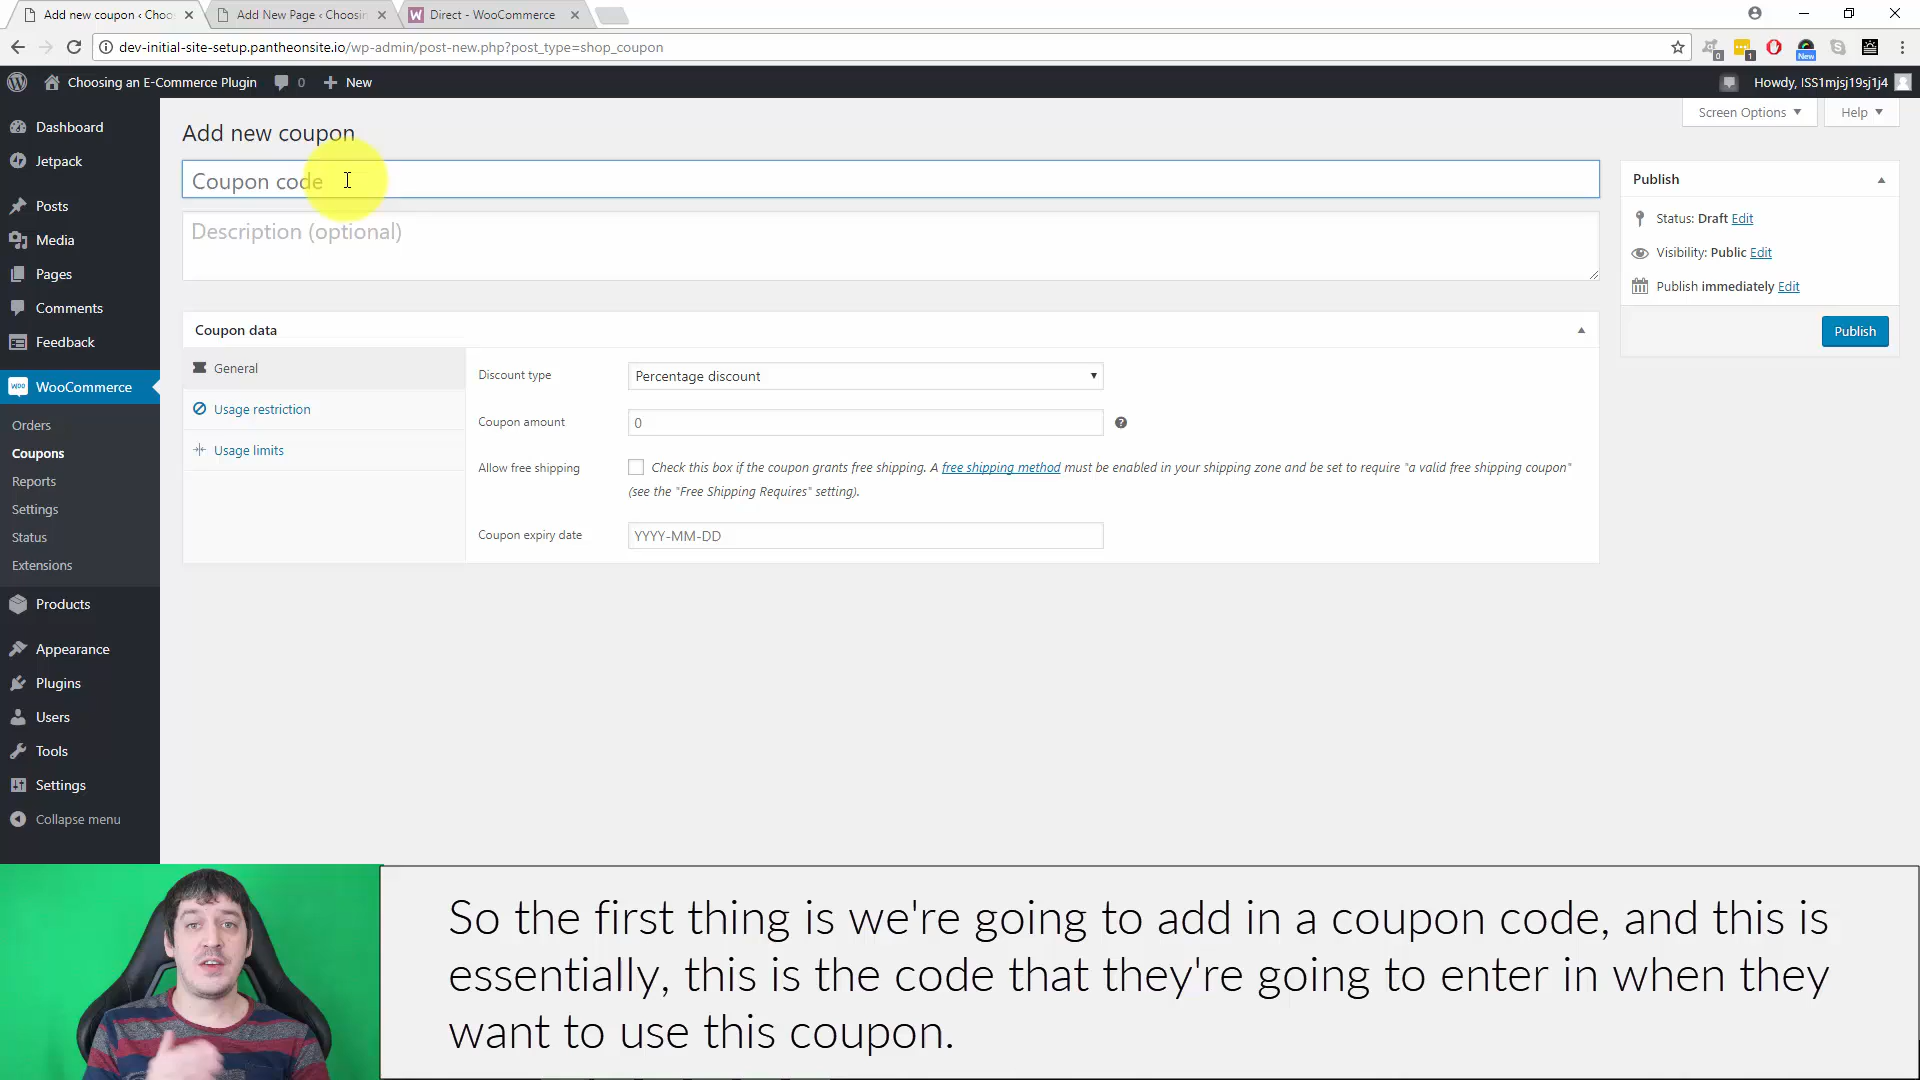 Add new coupon ‹ Choo
Add New Page ‹ Choosin
Direct - WooCommerce
dev-initial-site-setup.pantheonsite.io/wp-admin/post-new.php?post_type=shop_coupon
0
1
New
Choosing an E-Commerce Plugin
0
New
Howdy, ISS1mjsj19sj1j4
Screen Options
Help
Dashboard
Jetpack
Posts
Media
Pages
Comments
Feedback
WooCommerce
Orders
Coupons
Reports
Settings
Status
Extensions
Products
Appearance
Plugins
Users
Tools
Settings
Collapse menu
Add new coupon
Coupon code
Description (optional)
Coupon data
General
Usage restriction
Usage limits
Discount type
Percentage discount
Coupon amount
0
Allow free shipping
Check this box if the coupon grants free shipping. A free shipping method must be enabled in your shipping zone and be set to require "a valid free shipping coupon"
(see the "Free Shipping Requires" setting).
Coupon expiry date
YYYY-MM-DD
Publish
Status: Draft Edit
Visibility: Public Edit
Publish immediately Edit
Publish
So the first thing is we're going to add in a coupon code, and this is
essentially, this is the code that they're going to enter in when they
want to use this coupon.